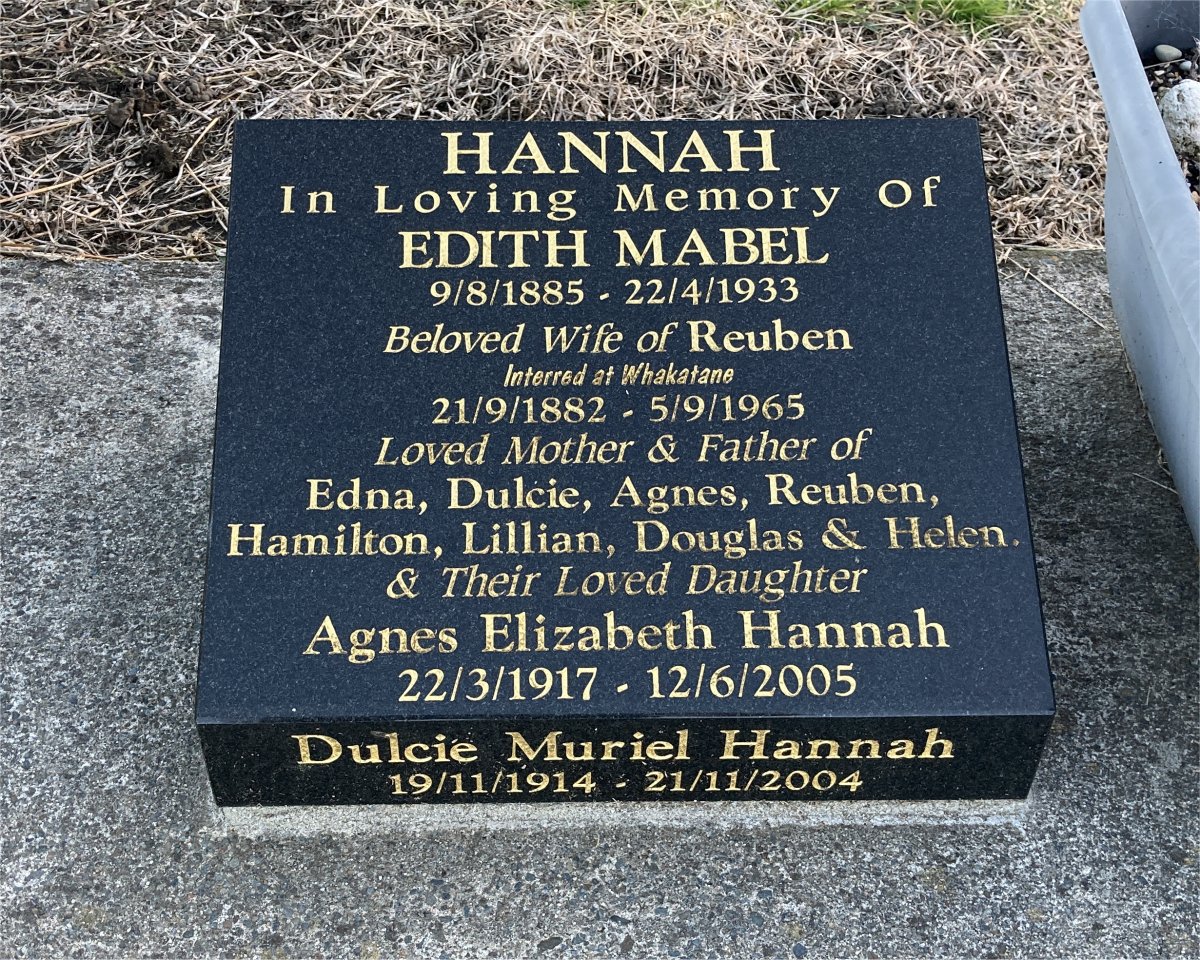 HANNAH
In Loving Memory Of
EDITH MABEL
9/8/1885 - 22/4/1933
Beloved Wife of Reuben
Interred at Whakatane
21/9/1882 - 5/9/1965
Loved Mother & Father of
Edna, Dulcie, Agnes, Reuben,
Hamilton, Lillian, Douglas & Helen.
& Their Loved Daughter
Agnes Elizabeth Hannah
22/3/1917 - 12/6/2005
Dulcie Muriel Hannah
19/11/1914 - 21/11/2004